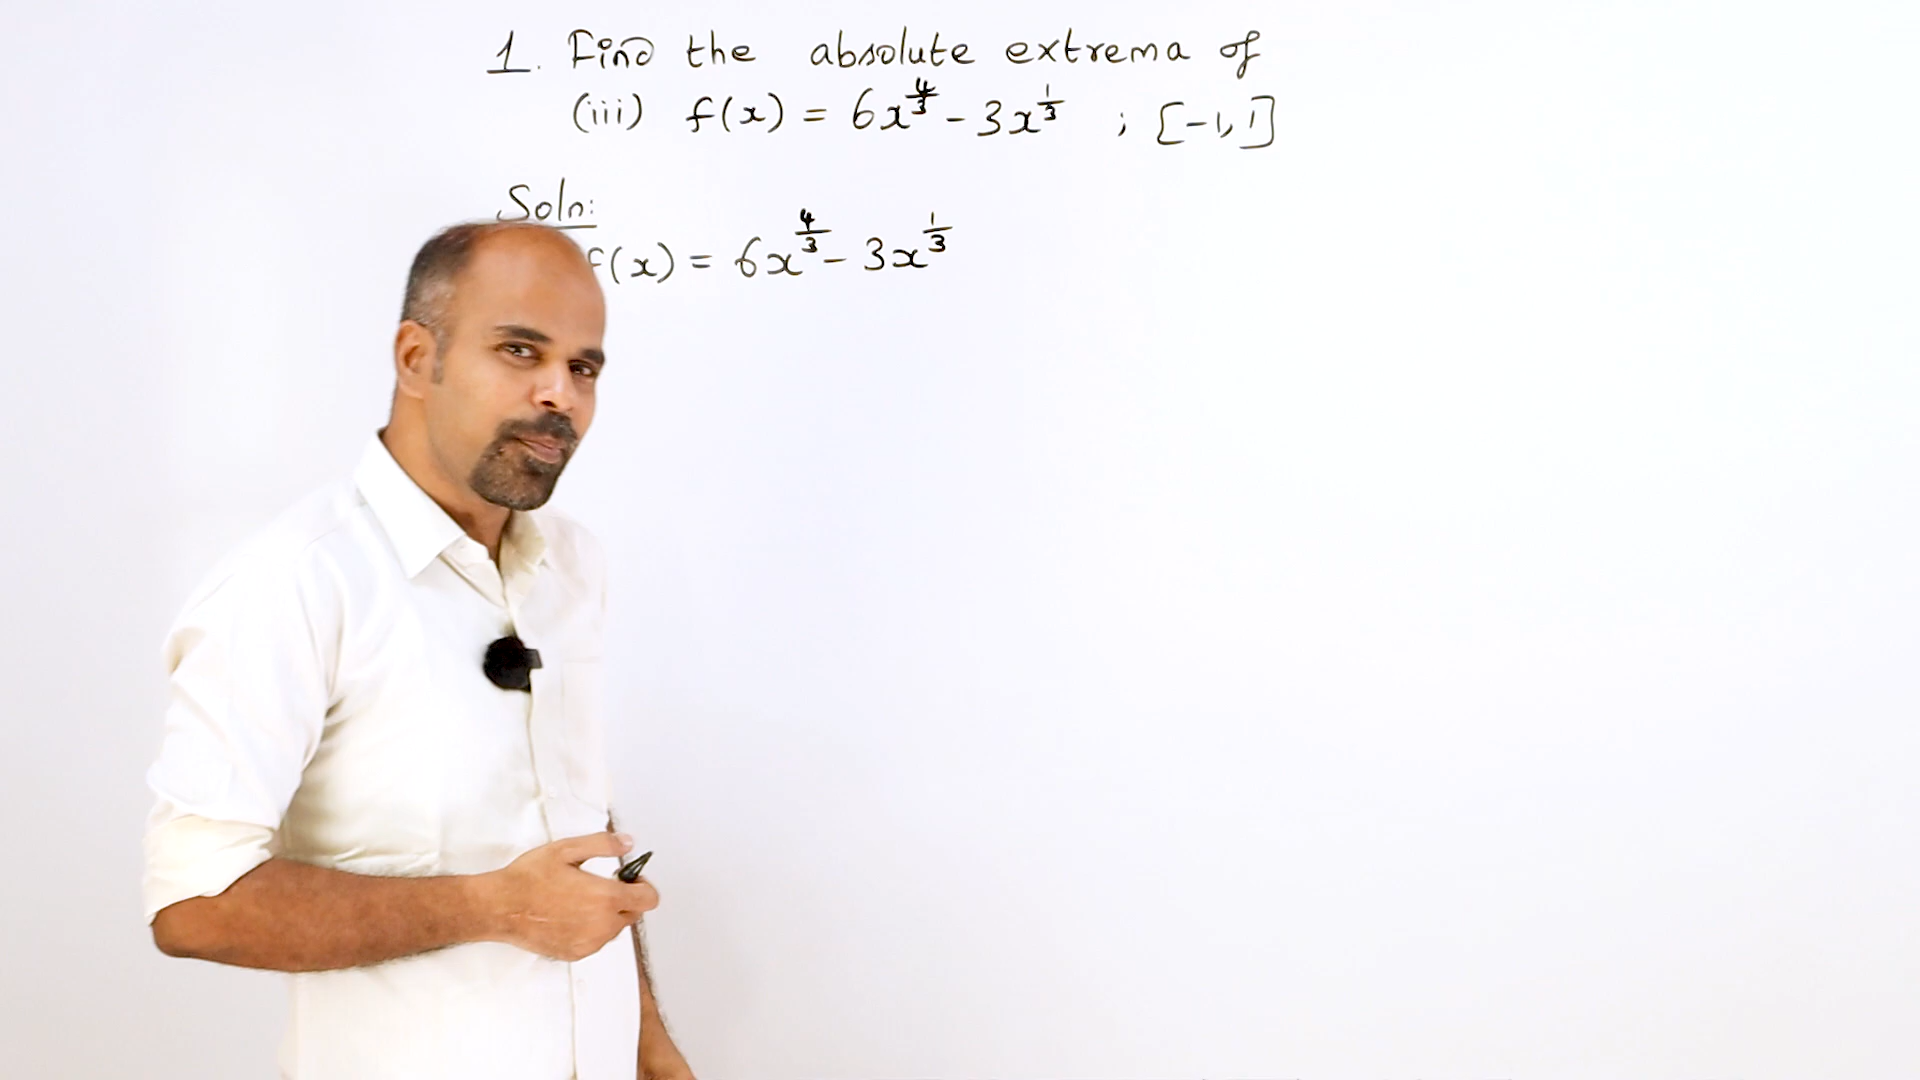 1. Find the absolute extrema of
(iii) f(x) = 6x^{4/3} - 3x^{1/3} ; [-1, 1]
Soln:
f(x) = 6x^{4/3} - 3x^{1/3}